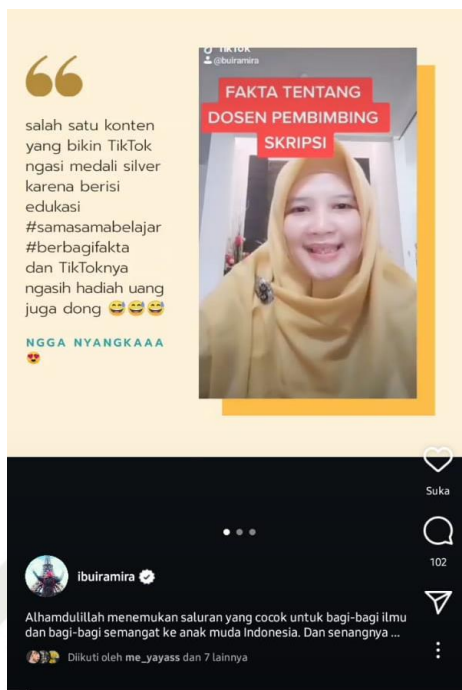 TikTok
@buiramira
FAKTA TENTANG
DOSEN PEMBIMBING
SKRIPSI
salah satu konten
yang bikin TikTok
ngasi medali silver
karena berisi
edukasi
#samasamabelajar
#berbagifakta
dan TikToknya
ngasih hadiah uang
juga dong 😅😅😅
NGGA NYANGKAAA
😍
Suka
102
ibuiramira
Alhamdulillah menemukan saluran yang cocok untuk bagi-bagi ilmu
dan bagi-bagi semangat ke anak muda Indonesia. Dan senangnya ...
Diikuti oleh me_yayass dan 7 lainnya